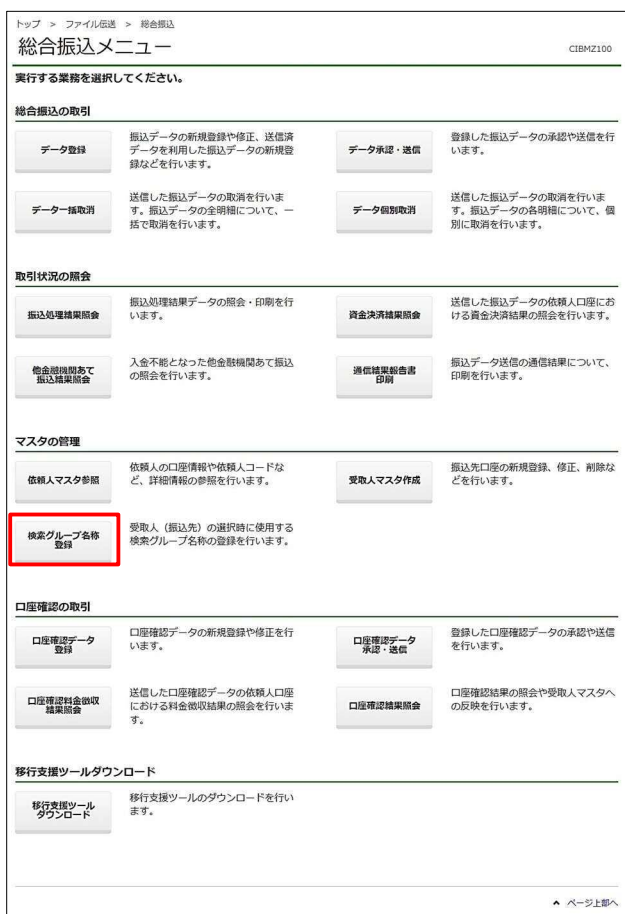 トップ > ファイル伝送 > 総合振込
総合振込メニュー
CIBMZ100
実行する業務を選択してください。
総合振込の取引
データ登録
振込データの新規登録や修正、送信済
データを利用した振込データの新規登
録などを行います。
データ承認・送信
登録した振込データの承認や送信を行
います。
データ一括取消
送信した振込データの取消を行いま
す。振込データの全明細について、一
括で取消を行います。
データ個別取消
送信した振込データの取消を行いま
す。振込データの各明細について、個
別に取消を行います。
取引状況の照会
振込処理結果照会
振込処理結果データの照会・印刷を行
います。
資金決済結果照会
送信した振込データの依頼人口座にお
ける資金決済結果の照会を行います。
他金融機関あて
振込結果照会
入金不能となった他金融機関あて振込
の照会を行います。
通信結果報告書
印刷
振込データ送信の通信結果について、
印刷を行います。
マスタの管理
依頼人マスタ参照
依頼人の口座情報や依頼人コードな
ど、詳細情報の参照を行います。
受取人マスタ作成
振込先口座の新規登録、修正、削除な
どを行います。
検索グループ名称
登録
受取人（振込先）の選択時に使用する
検索グループ名称の登録を行います。
口座確認の取引
口座確認データ
登録
口座確認データの新規登録や修正を行
います。
口座確認データ
承認・送信
登録した口座確認データの承認や送信
を行います。
口座確認料金徴収
結果照会
送信した口座確認データの依頼人口座
における料金徴収結果の照会を行いま
す。
口座確認結果照会
口座確認結果の照会や受取人マスタへ
の反映を行います。
移行支援ツールダウンロード
移行支援ツール
ダウンロード
移行支援ツールのダウンロードを行い
ます。
ページ上部へ